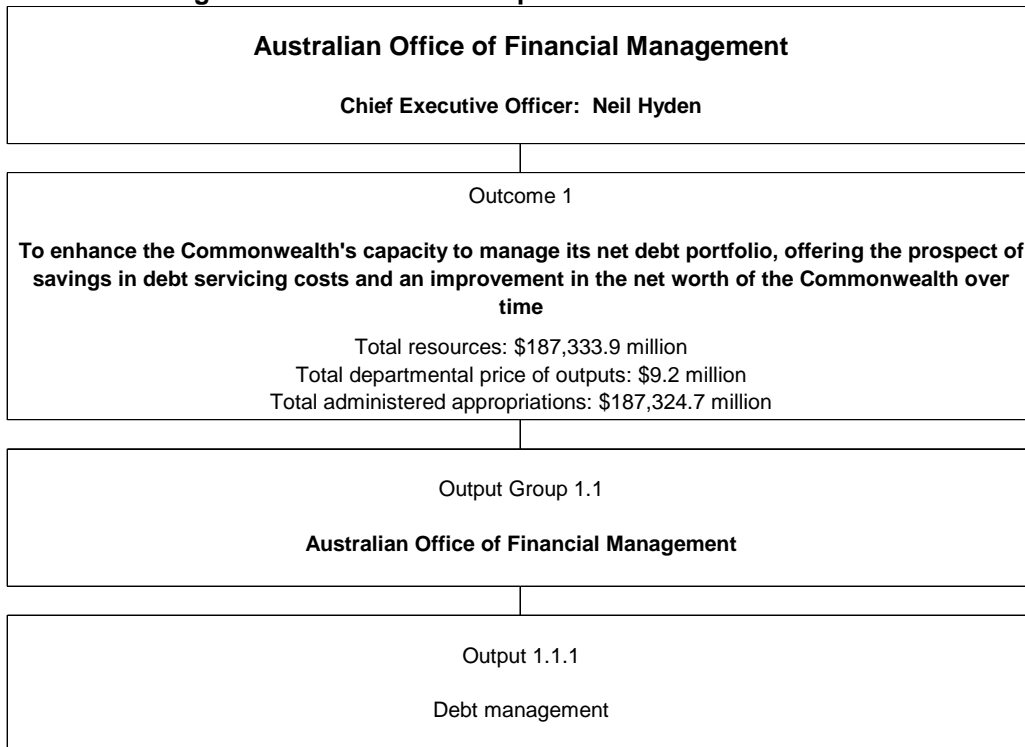 Australian Office of Financial Management
Chief Executive Officer: Neil Hyden
Outcome 1
To enhance the Commonwealth's capacity to manage its net debt portfolio, offering the prospect of
savings in debt servicing costs and an improvement in the net worth of the Commonwealth over
time
Total resources: $187,333.9 million
Total departmental price of outputs: $9.2 million
Total administered appropriations: $187,324.7 million
Output Group 1.1
Australian Office of Financial Management
Output 1.1.1
Debt management